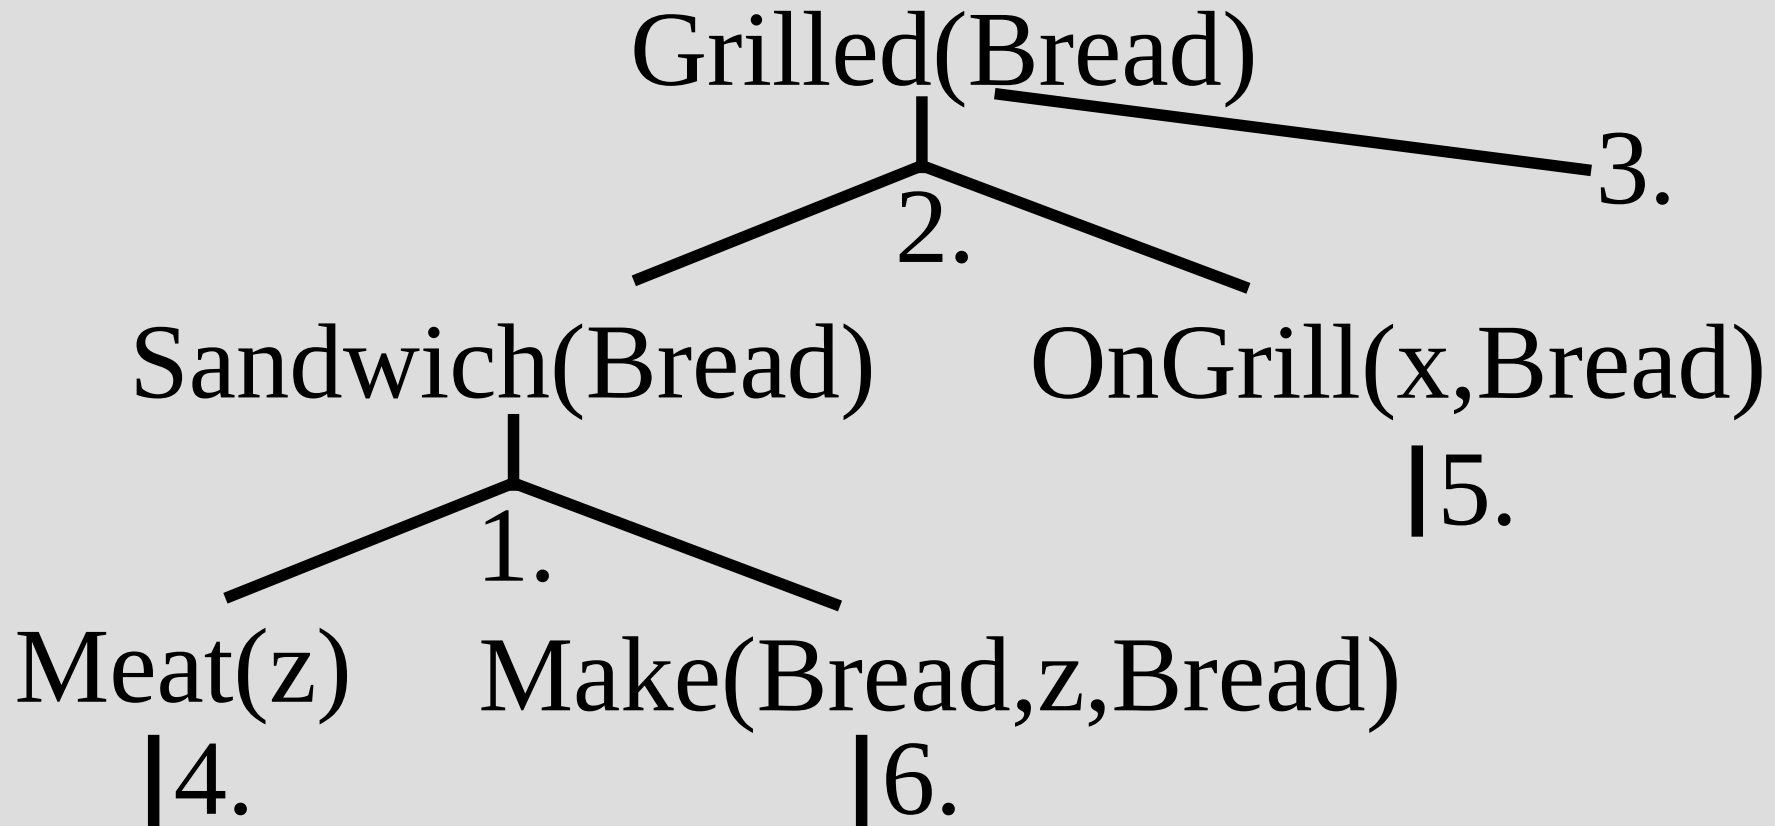 Grilled(Bread)
3.
2.
Sandwich(Bread) OnGrill(x,Bread)
5.
1.
Meat(z) Make(Bread,z,Bread)
4. 6.